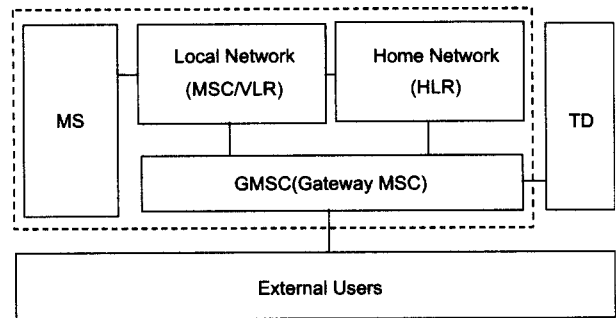 MS
Local Network
(MSC/VLR)
Home Network
(HLR)
TD
GMSC(Gateway MSC)
External Users